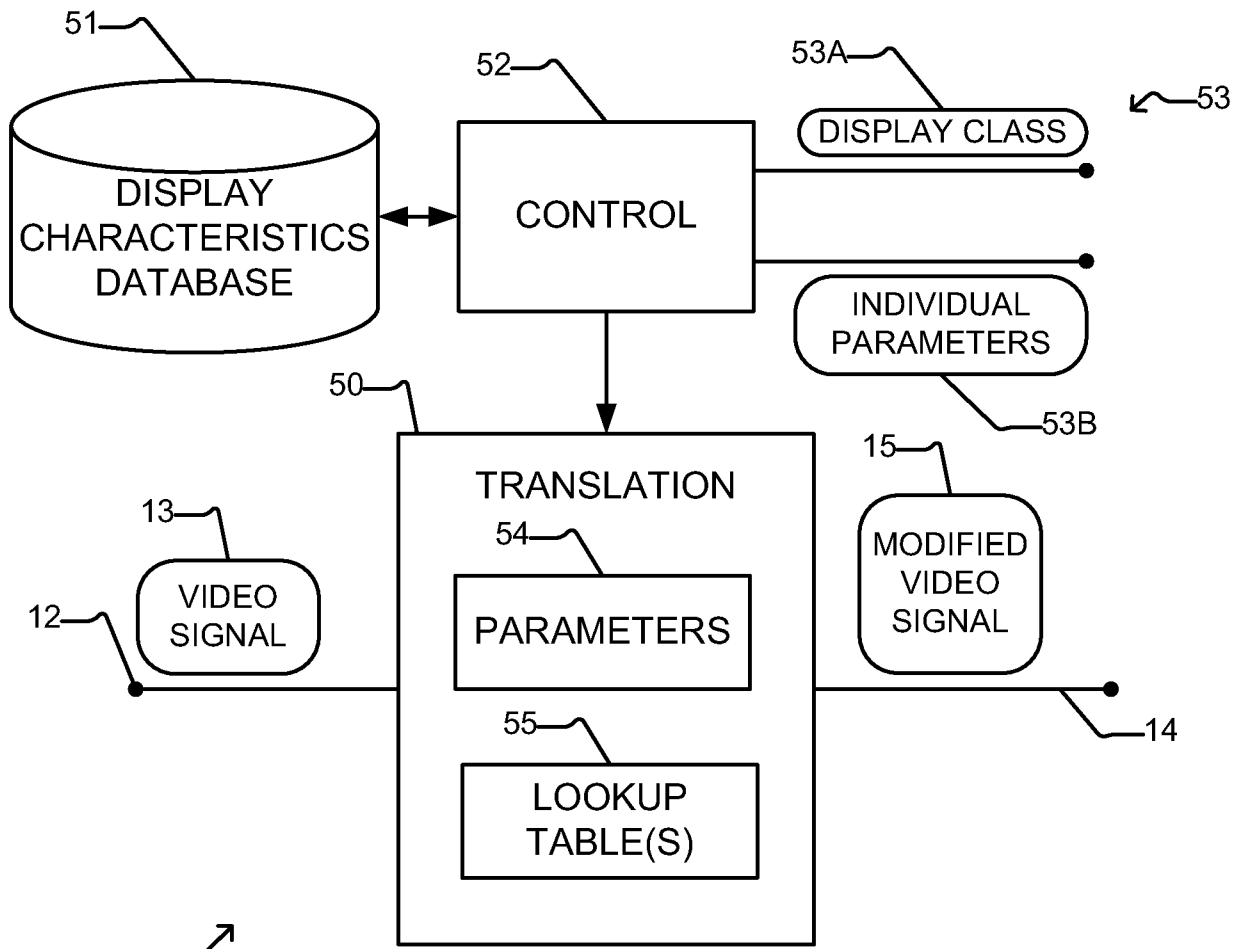 51
52
53A
53
DISPLAY CLASS
DISPLAY
CHARACTERISTICS
DATABASE
CONTROL
INDIVIDUAL
PARAMETERS
53B
50
TRANSLATION
15
MODIFIED
VIDEO
SIGNAL
13
VIDEO
SIGNAL
12
54
PARAMETERS
14
55
LOOKUP
TABLE(S)